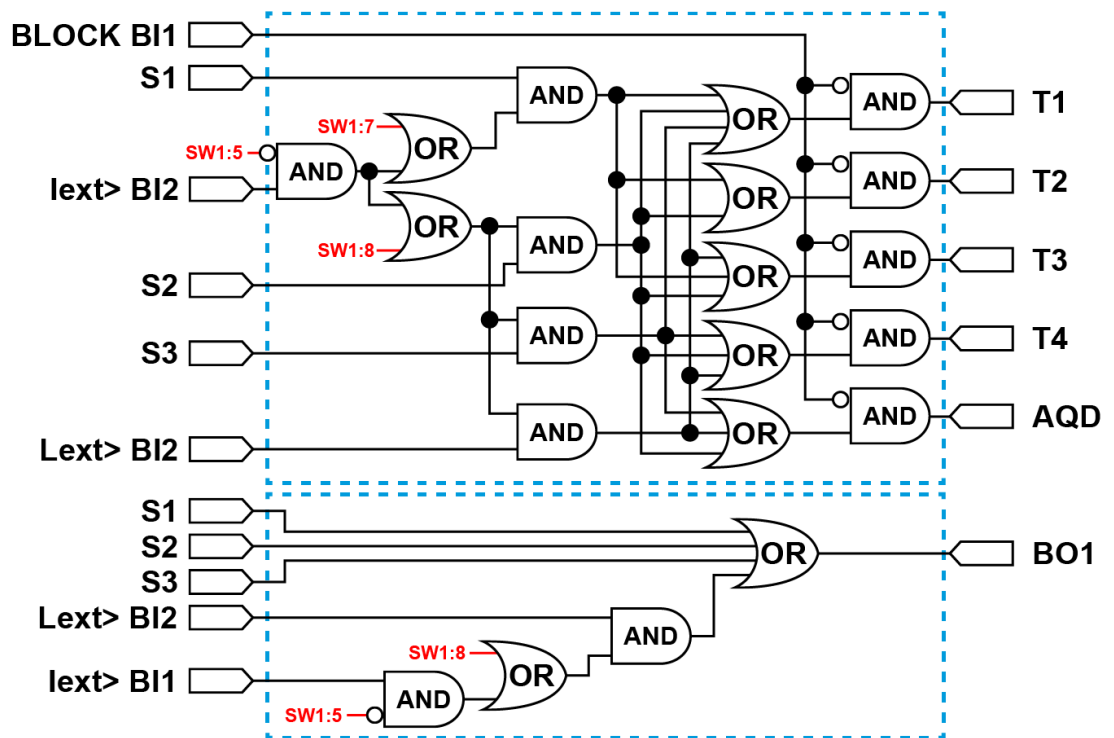 BLOCK BI1
S1
AND
AND
T1
OR
SW1:7
OR
SW1:5
AND
Iext> BI2
AND
T2
OR
OR
SW1:8
AND
AND
T3
OR
S2
AND
AND
T4
OR
S3
AND
AND
AQD
OR
Lext> BI2
S1
S2
OR
BO1
S3
Lext> BI2
AND
SW1:8
OR
Iext> BI1
AND
SW1:5